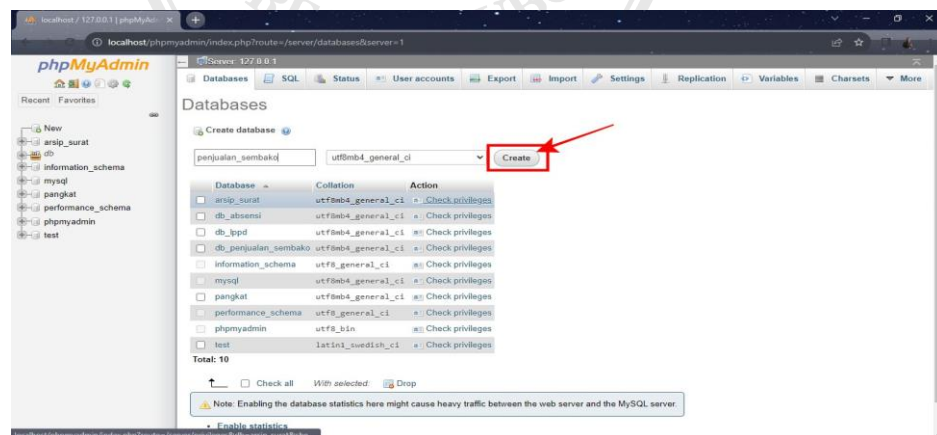 localhost / 127.0.0.1 | phpMyAd
localhost/phpmyadmin/index.php?route=/server/databases&server=1
phpMyAdmin
Recent Favorites
New
arsip_surat
db
information_schema
mysql
pangkat
performance_schema
phpmyadmin
test
Server: 127.0.0.1
Databases SQL Status User accounts Export Import Settings Replication Variables Charsets More
Databases
Create database
penjualan_sembako utf8mb4_general_ci Create
Database Collation Action
arsip_surat utf8mb4_general_ci Check privileges
db_absensi utf8mb4_general_ci Check privileges
db_lppd utf8mb4_general_ci Check privileges
db_penjualan_sembako utf8mb4_general_ci Check privileges
information_schema utf8_general_ci Check privileges
mysql utf8mb4_general_ci Check privileges
pangkat utf8mb4_general_ci Check privileges
performance_schema utf8_general_ci Check privileges
phpmyadmin utf8_bin Check privileges
test latin1_swedish_ci Check privileges
Total: 10
Check all With selected: Drop
Note: Enabling the database statistics here might cause heavy traffic between the web server and the MySQL server.
Enable statistics